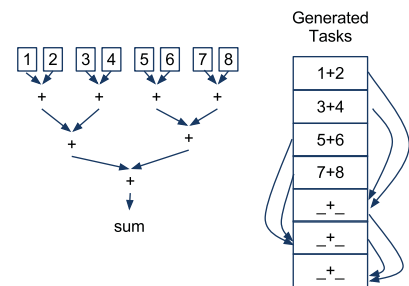 Generated
Tasks
1 2 3 4 5 6 7 8
+ + + +
+ +
+
sum
1+2
3+4
5+6
7+8
_+_
_+_
_+_